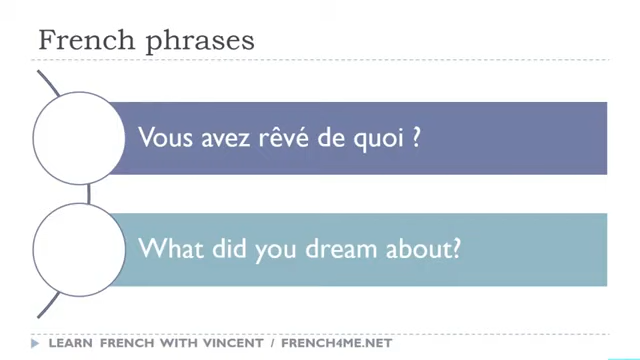 French phrases
Vous avez rêvé de quoi ?
What did you dream about?
LEARN FRENCH WITH VINCENT / FRENCH4ME.NET